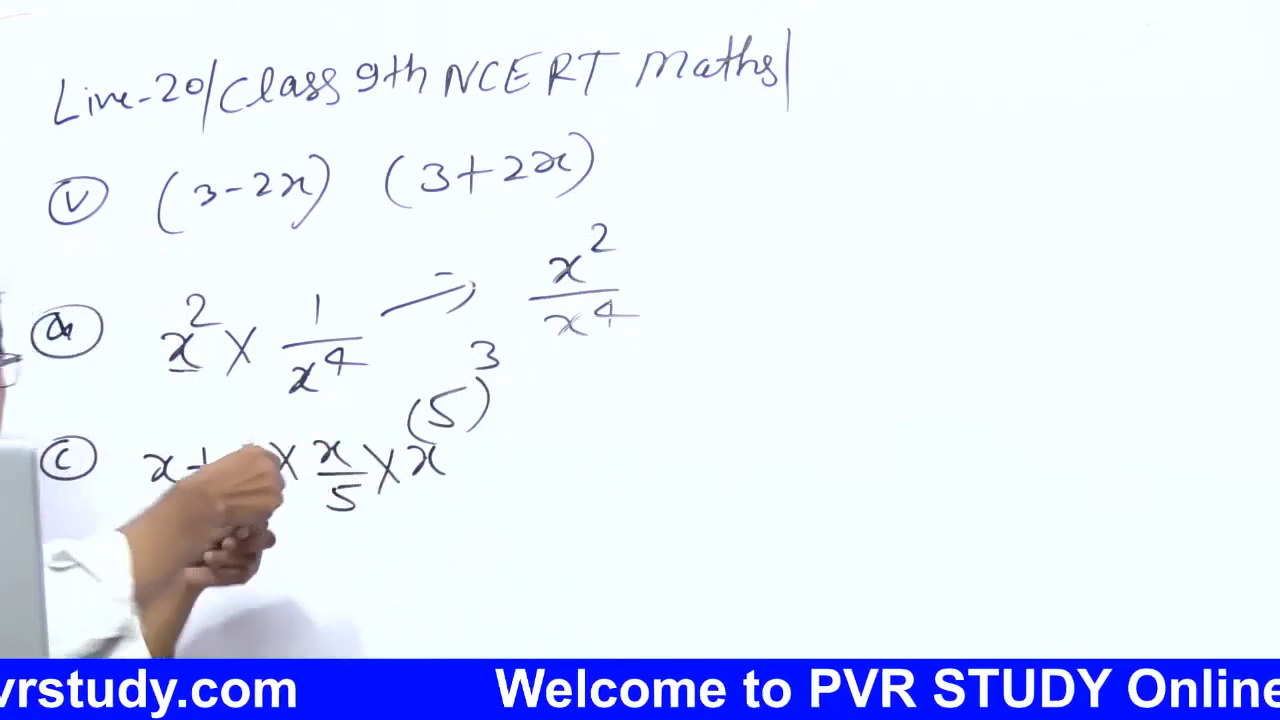 Live-20/Class 9th NCERT Maths|
(v) (3-2x) (3+2x)
(a) x² × 1/x⁴ ⇒ x²/x⁴
(c) x+ × x/5 × x^(5)³
vrstudy.com Welcome to PVR STUDY Online